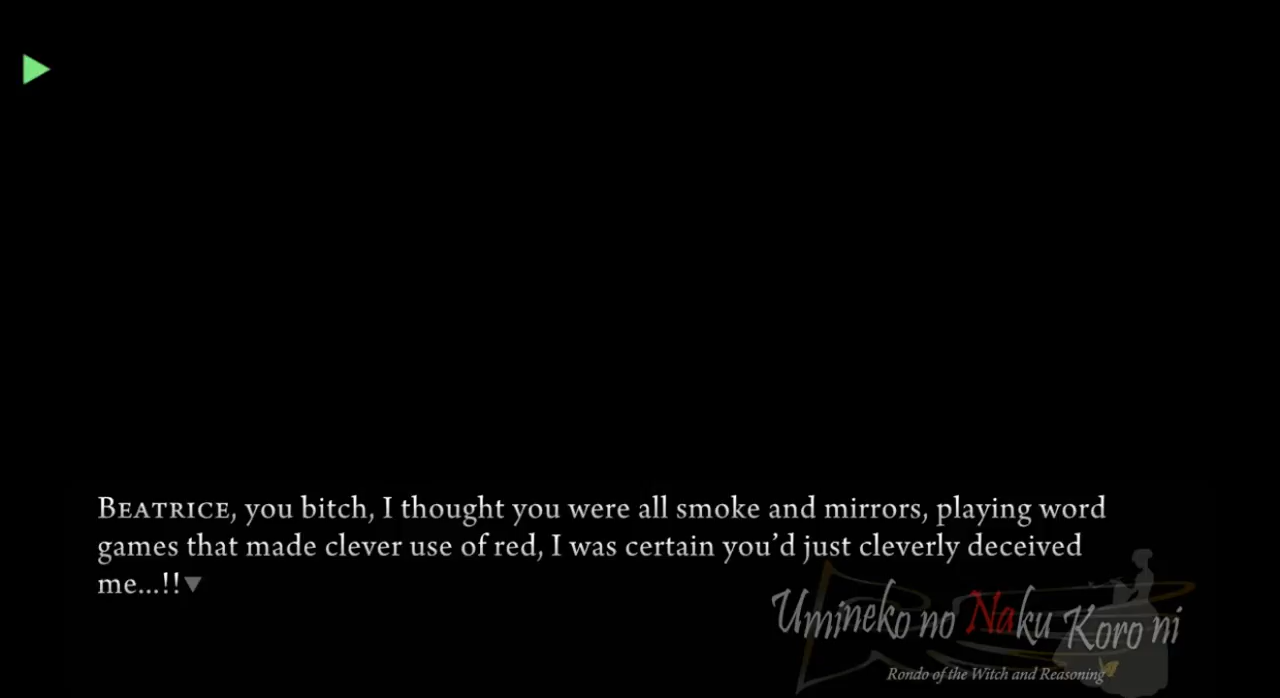 BEATRICE, you bitch, I thought you were all smoke and mirrors, playing word
games that made clever use of red, I was certain you’d just cleverly deceived
me...!!
Umineko no Naku Koro ni
Rondo of the Witch and Reasoning